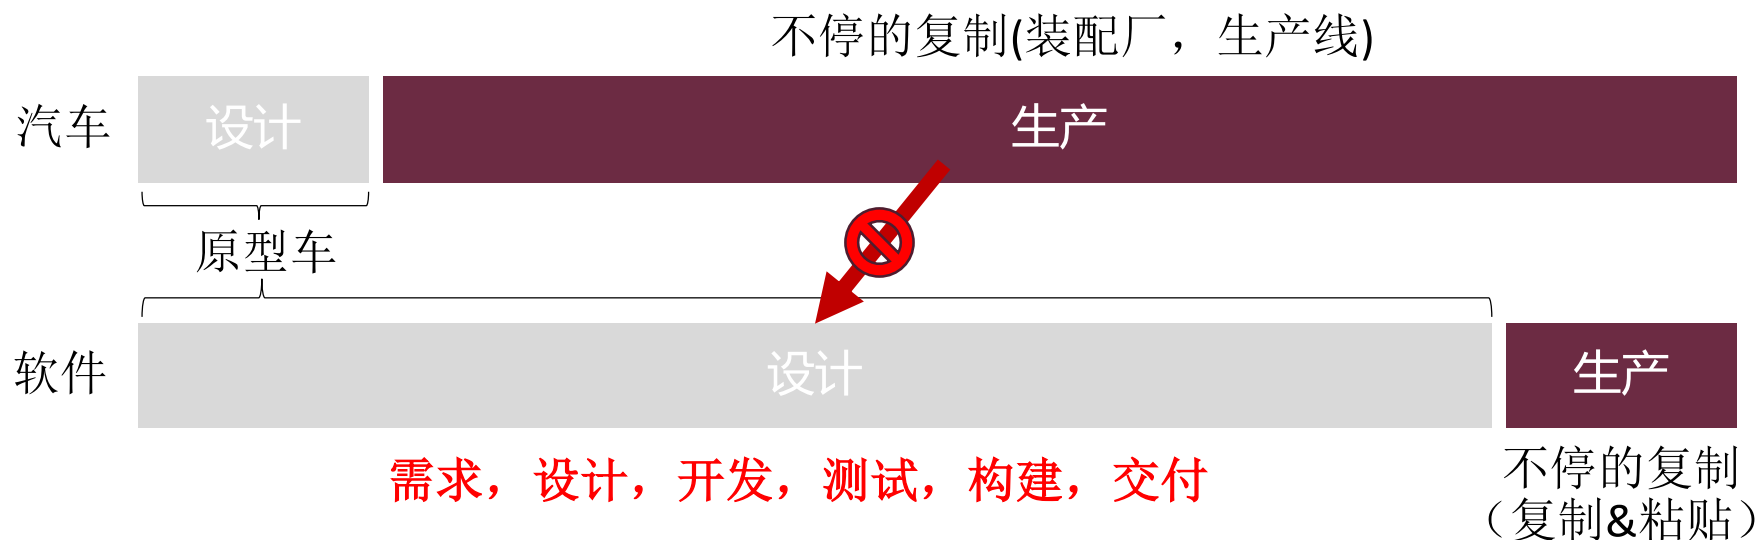 不停的复制(装配厂，生产线)
汽车
设计
生产
原型车
软件
设计
生产
需求，设计，开发，测试，构建，交付
不停的复制
（复制&粘贴）